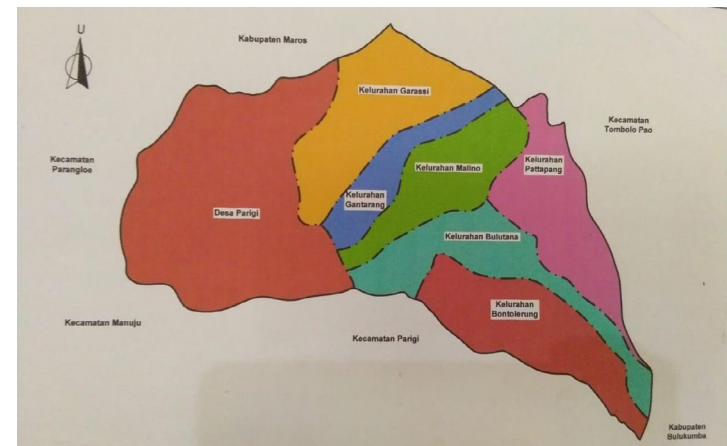 U
Kabupaten Maros
Kelurahan Garassi
Kecamatan
Tombolo Pao
Kecamatan
Parangloe
Kelurahan Malino
Kelurahan
Pattapang
Kelurahan
Gantarang
Desa Parigi
Kelurahan Bulutana
Kelurahan
Bontolerung
Kecamatan Manuju
Kecamatan Parigi
Kabupaten
Bulukumba